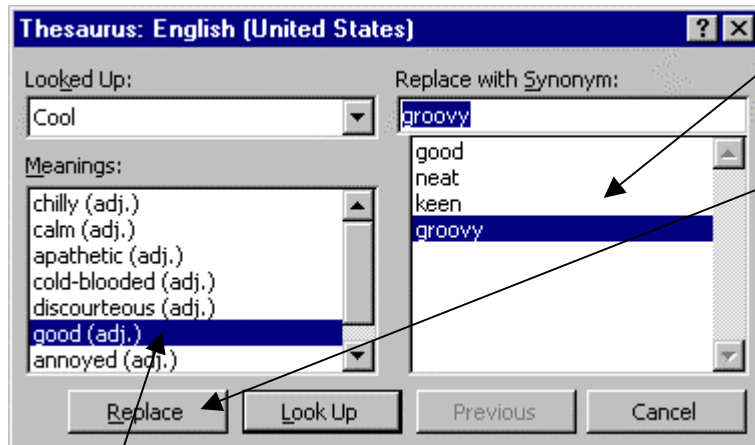 Thesaurus: English (United States)
Looked Up:
Cool
Meanings:
chilly (adj.)
calm (adj.)
apathetic (adj.)
cold-blooded (adj.)
discourteous (adj.)
good (adj.)
annoyed (adj.)
Replace with Synonym:
groovy
good
neat
keen
groovy
Replace
Look Up
Previous
Cancel